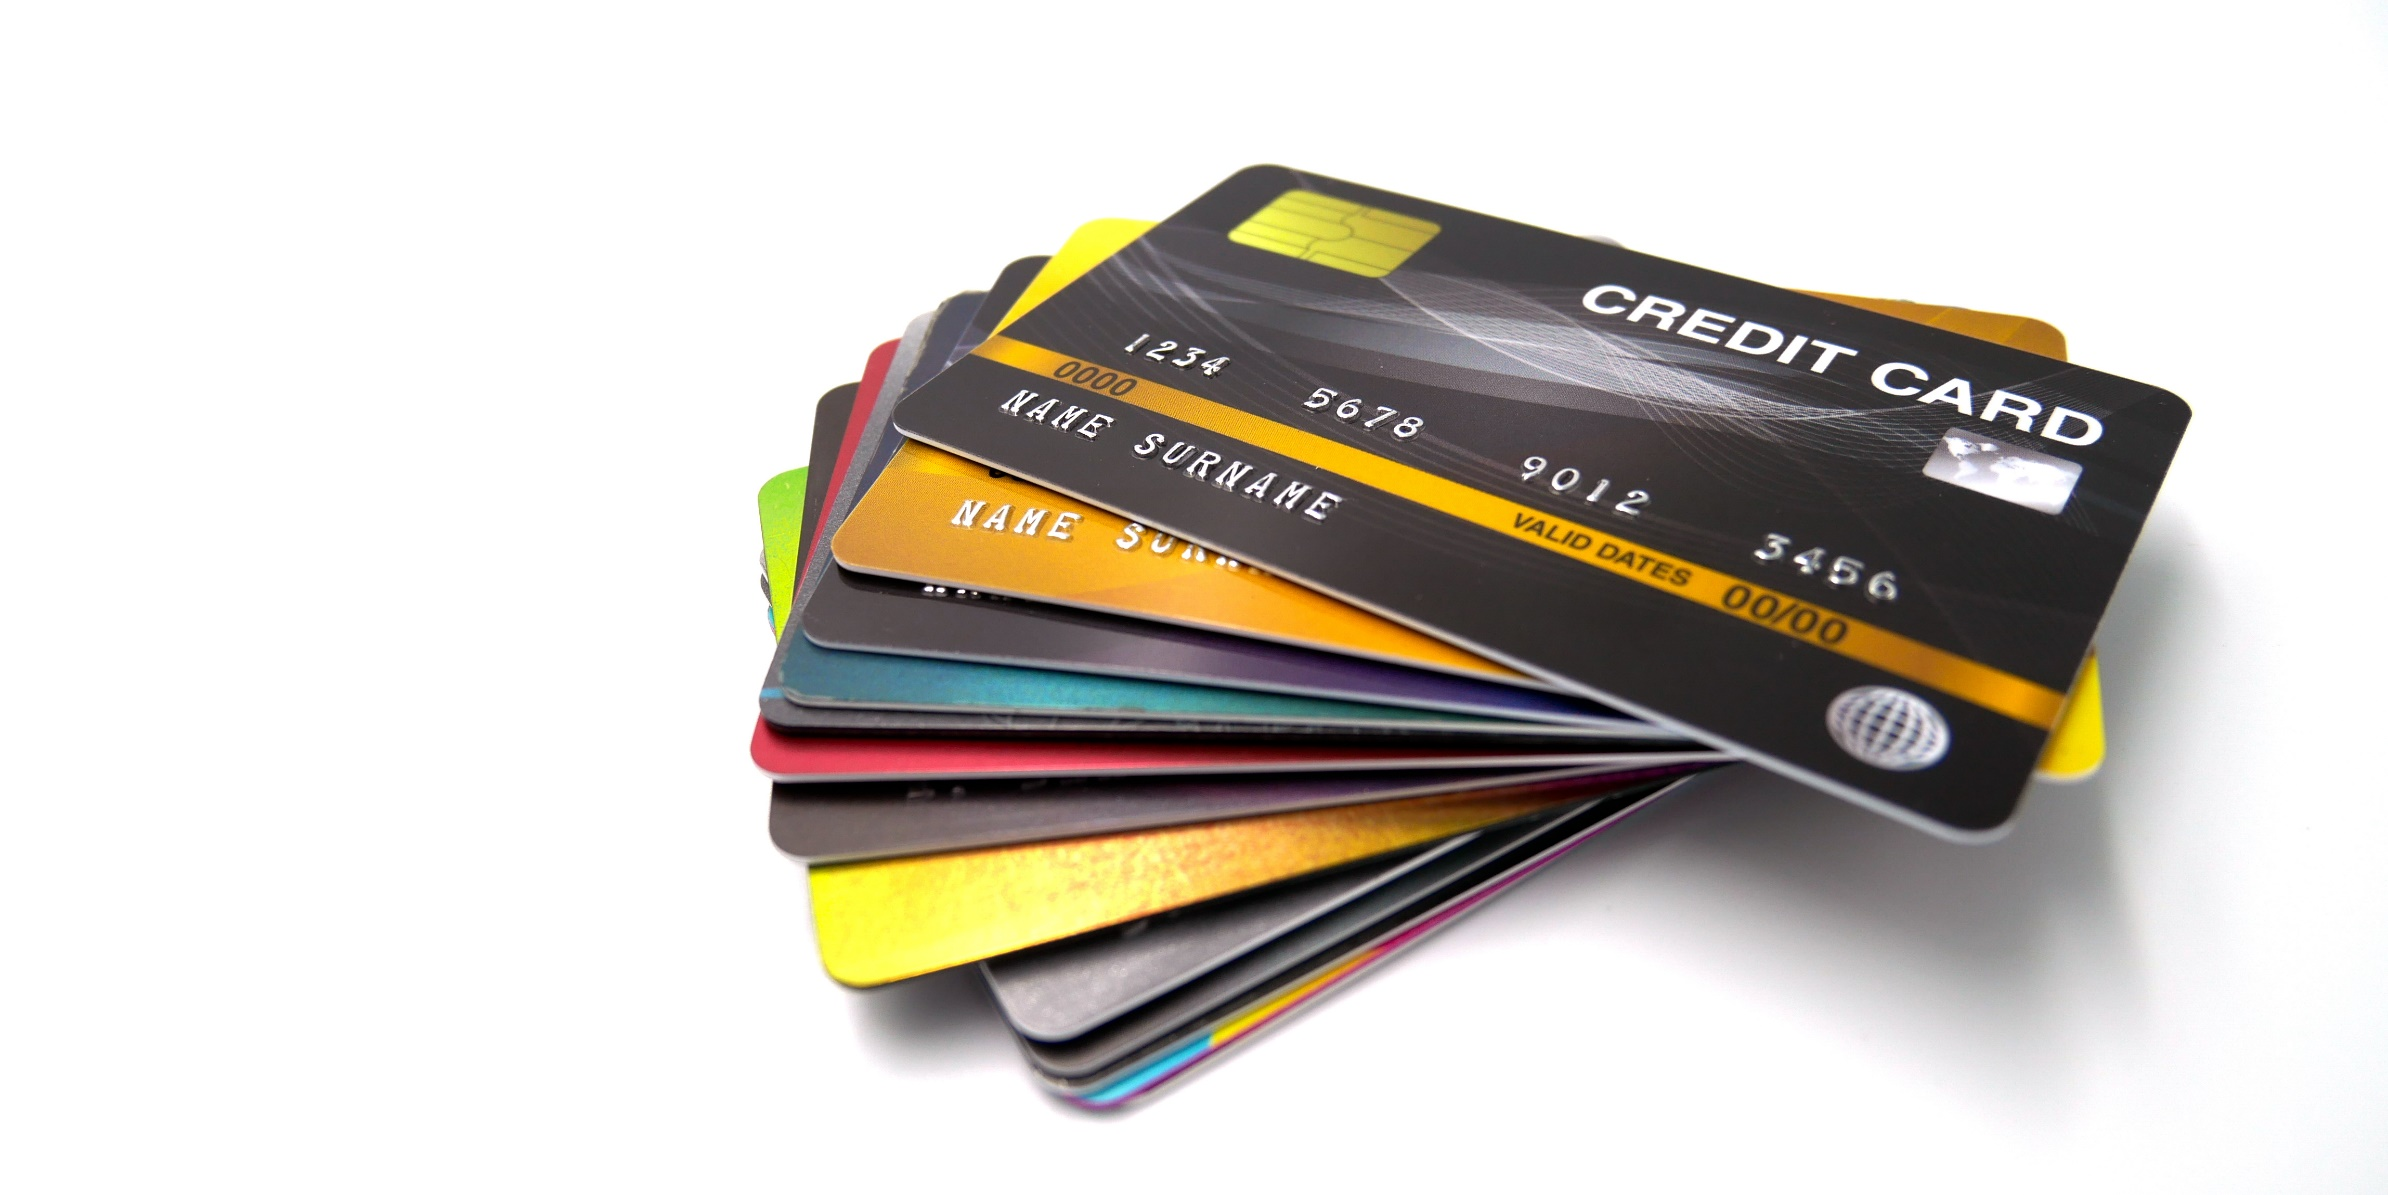 CREDIT CARD
1234 5678 9012 3456
0000 VALID DATES 00/00
NAME SURNAME
NAME